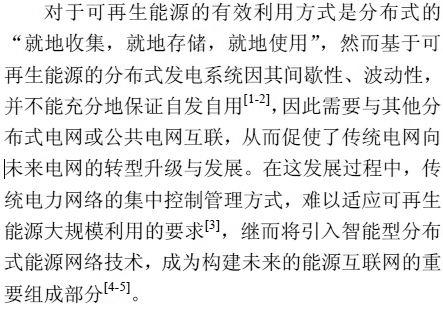 对于可再生能源的有效利用方式是分布式的
“就地收集，就地存储，就地使用”，然而基于可
再生能源的分布式发电系统因其间歇性、波动性，
并不能充分地保证自发自用[1-2]，因此需要与其他分
布式电网或公共电网互联，从而促使了传统电网向
未来电网的转型升级与发展。在这发展过程中，传
统电力网络的集中控制管理方式，难以适应可再生
能源大规模利用的要求[3]，继而将引入智能型分布
式能源网络技术，成为构建未来的能源互联网的重
要组成部分[4-5]。